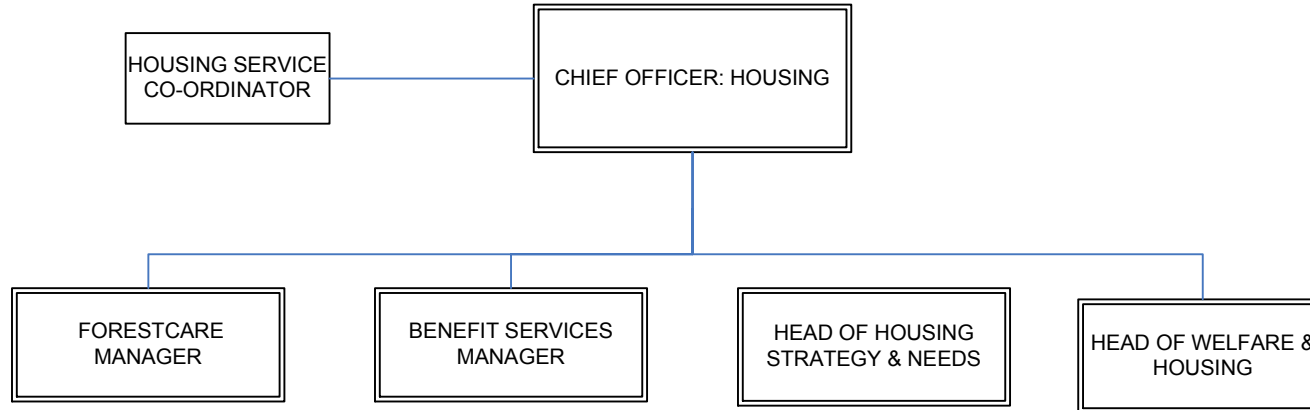 HOUSING SERVICE
CO-ORDINATOR
CHIEF OFFICER: HOUSING
FORESTCARE
MANAGER
BENEFIT SERVICES
MANAGER
HEAD OF HOUSING
STRATEGY & NEEDS
HEAD OF WELFARE &
HOUSING